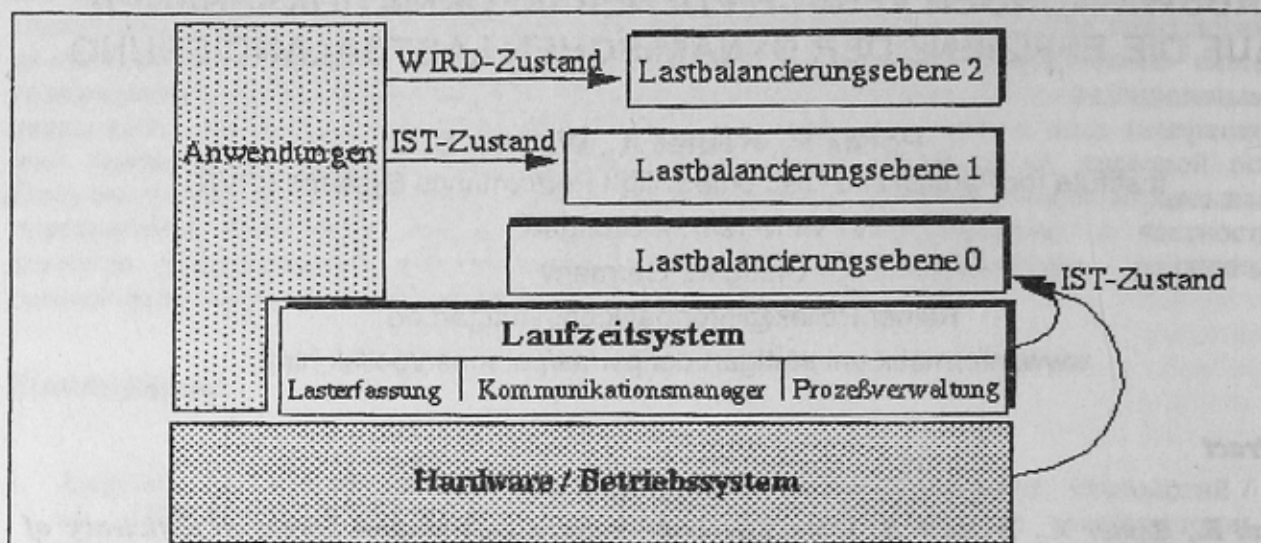 WIRD-Zustand
Lastbalancierungsebene 2
Anwendungen
IST-Zustand
Lastbalancierungsebene 1
Lastbalancierungsebene 0
IST-Zustand
Laufzeitsystem
Lasterfassung | Kommunikationsmanager | Prozeßverwaltung
Hardware / Betriebssystem